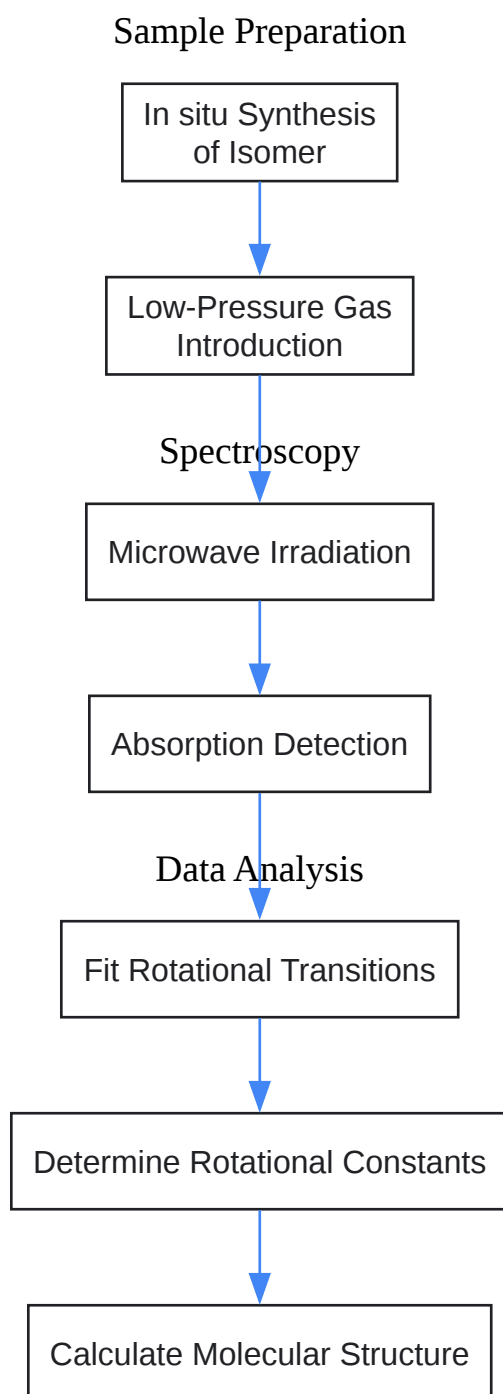 Sample Preparation
In situ Synthesis
of Isomer
Low-Pressure Gas
Introduction
Spectroscopy
Microwave Irradiation
Absorption Detection
Data Analysis
Fit Rotational Transitions
Determine Rotational Constants
Calculate Molecular Structure